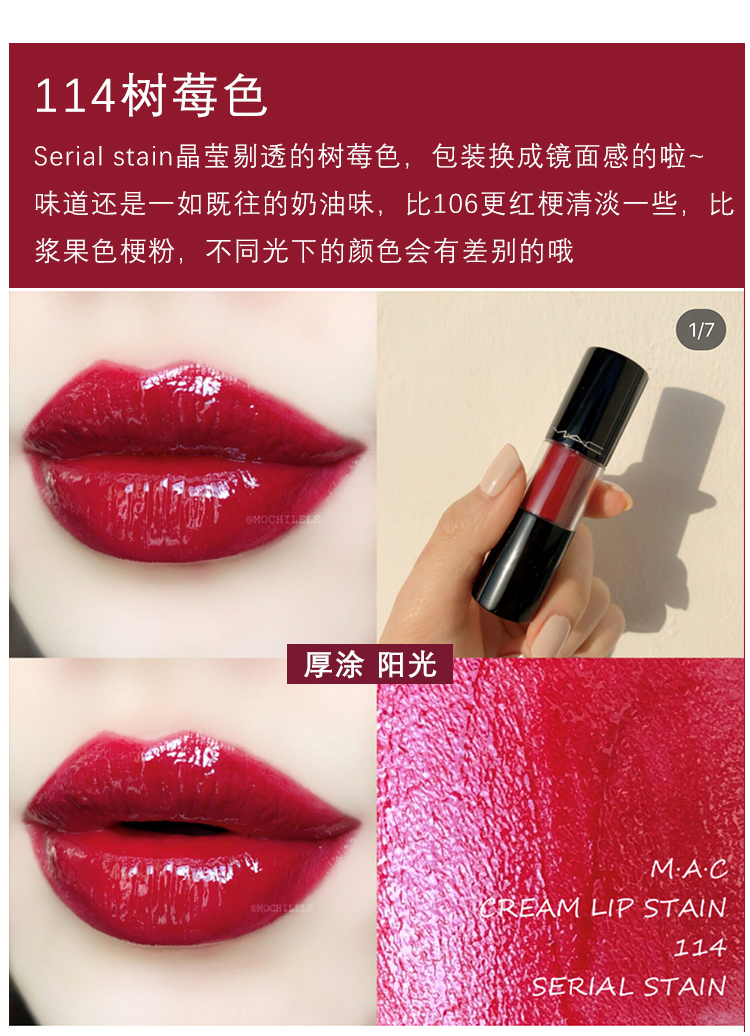 114树莓色
Serial stain晶莹剔透的树莓色，包装换成镜面感的啦~
味道还是一如既往的奶油味，比106更红梗清淡一些，比
浆果色梗粉，不同光下的颜色会有差别的哦
1/7
MAC
@MOCHILELE
厚涂 阳光
@MOCHILELE
M·A·C
CREAM LIP STAIN
114
SERIAL STAIN